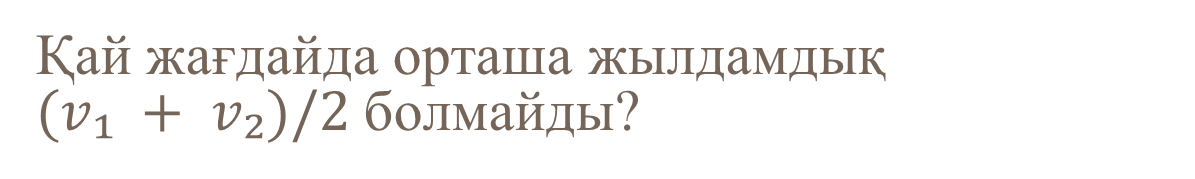 Қай жағдайда орташа жылдамдық
(𝑣₁ + 𝑣₂)/2 болмайды?